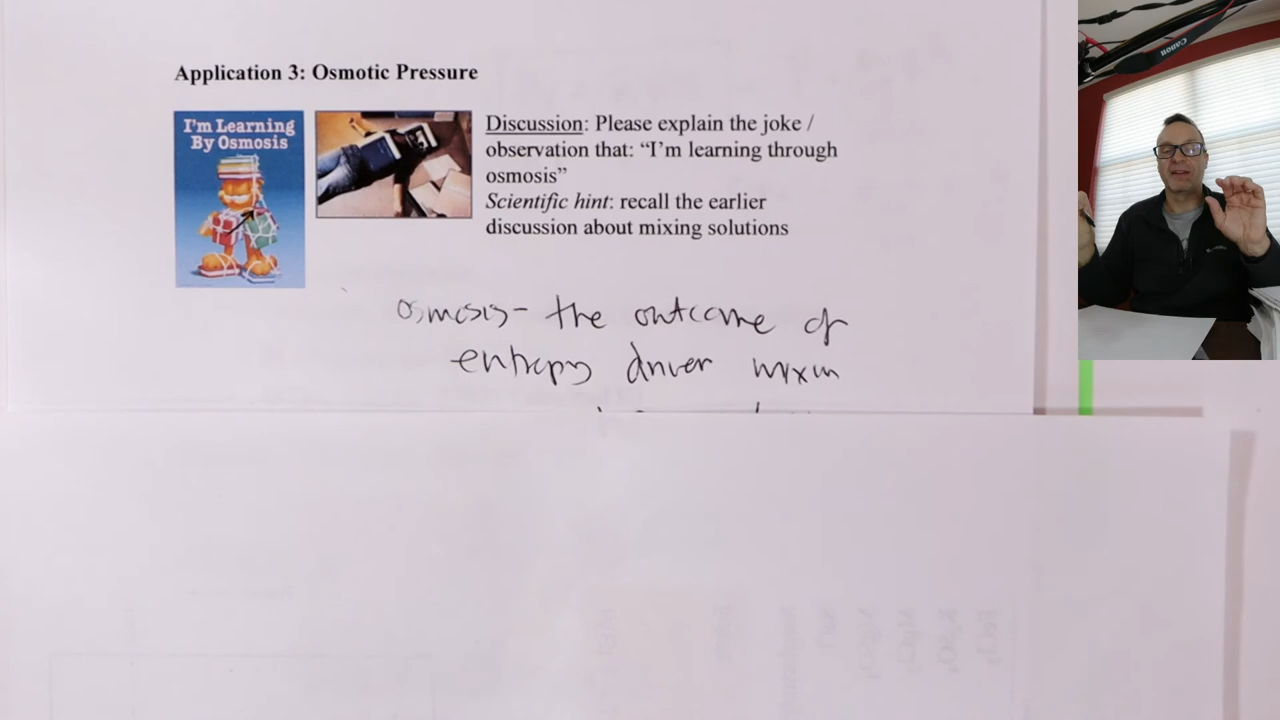 Application 3: Osmotic Pressure
I'm Learning
By Osmosis
Discussion: Please explain the joke /
observation that: “I'm learning through
osmosis”
Scientific hint: recall the earlier
discussion about mixing solutions
Osmosis- the outcome of
entropy driven mixin
Canon